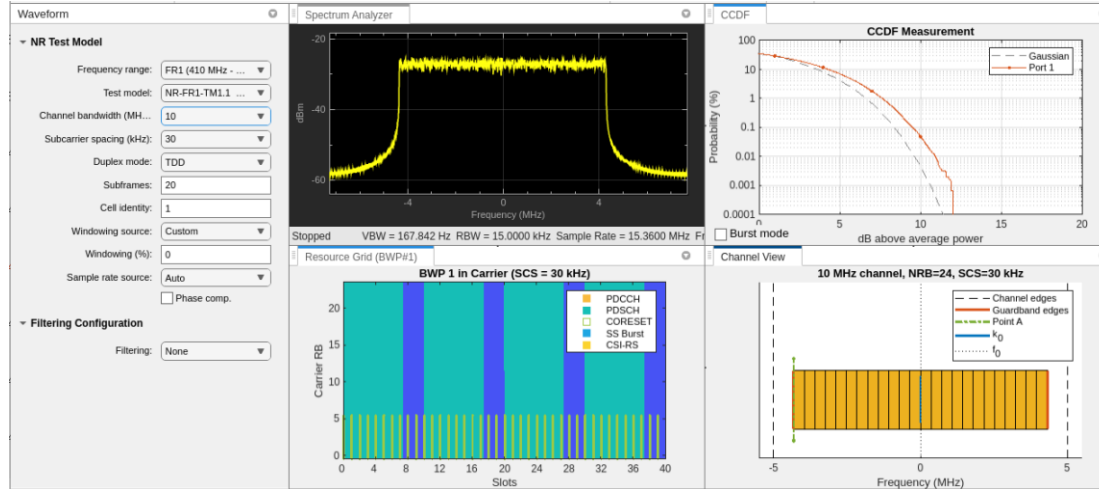 Waveform
NR Test Model
Frequency range: FR1 (410 MHz - ...
Test model: NR-FR1-TM1.1 ...
Channel bandwidth (MH... 10
Subcarrier spacing (kHz): 30
Duplex mode: TDD
Subframes: 20
Cell identity: 1
Windowing source: Custom
Windowing (%): 0
Sample rate source: Auto
Phase comp.
Filtering Configuration
Filtering: None
Spectrum Analyzer
-20
-40
-60
dBm
-4 0 4
Frequency (MHz)
Stopped VBW = 167.842 Hz RBW = 15.0000 kHz Sample Rate = 15.3600 MHz
CCDF
CCDF Measurement
100
10
1
0.1
0.01
0.001
0.0001
Probability (%)
Gaussian
Port 1
0 5 10 15 20
dB above average power
Burst mode
Resource Grid (BWP#1)
BWP 1 in Carrier (SCS = 30 kHz)
20
15
10
5
0
Carrier RB
PDCCH
PDSCH
CORESET
SS Burst
CSI-RS
0 4 8 12 16 20 24 28 32 36 40
Slots
Channel View
10 MHz channel, NRB=24, SCS=30 kHz
Channel edges
Guardband edges
Point A
k0
f0
-5 0 5
Frequency (MHz)